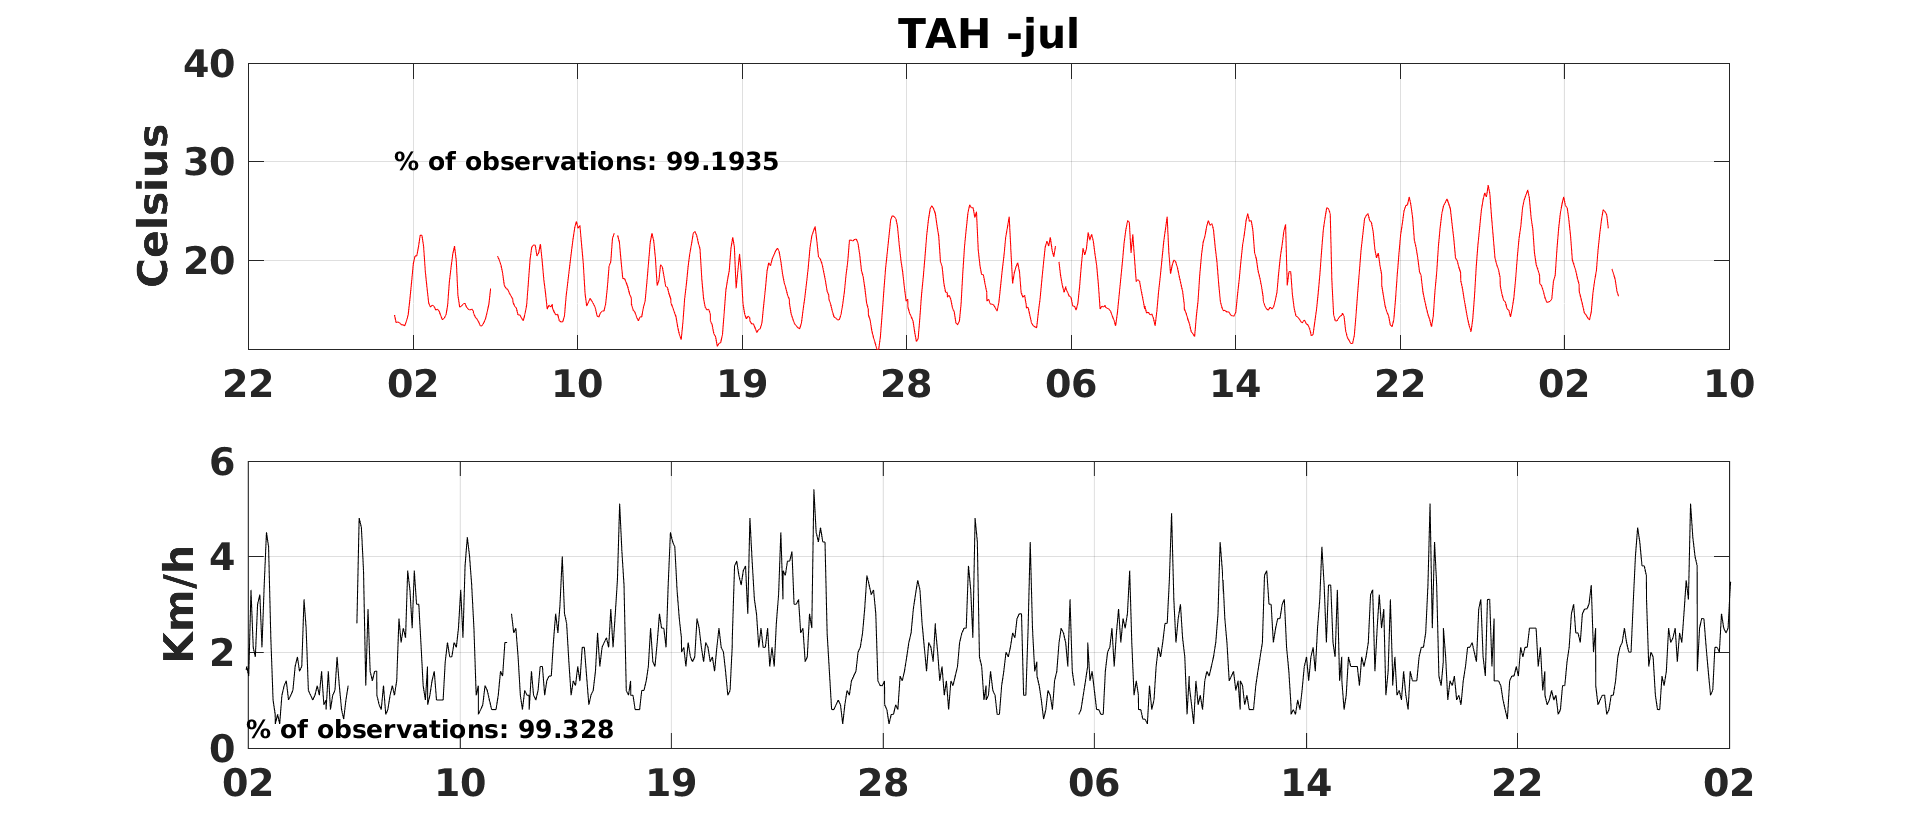 TAH -jul
40
30
20
Celsius
% of observations: 99.1935
22 02 10 19 28 06 14 22 02 10
6
4
2
0
Km/h
% of observations: 99.328
02 10 19 28 06 14 22 02